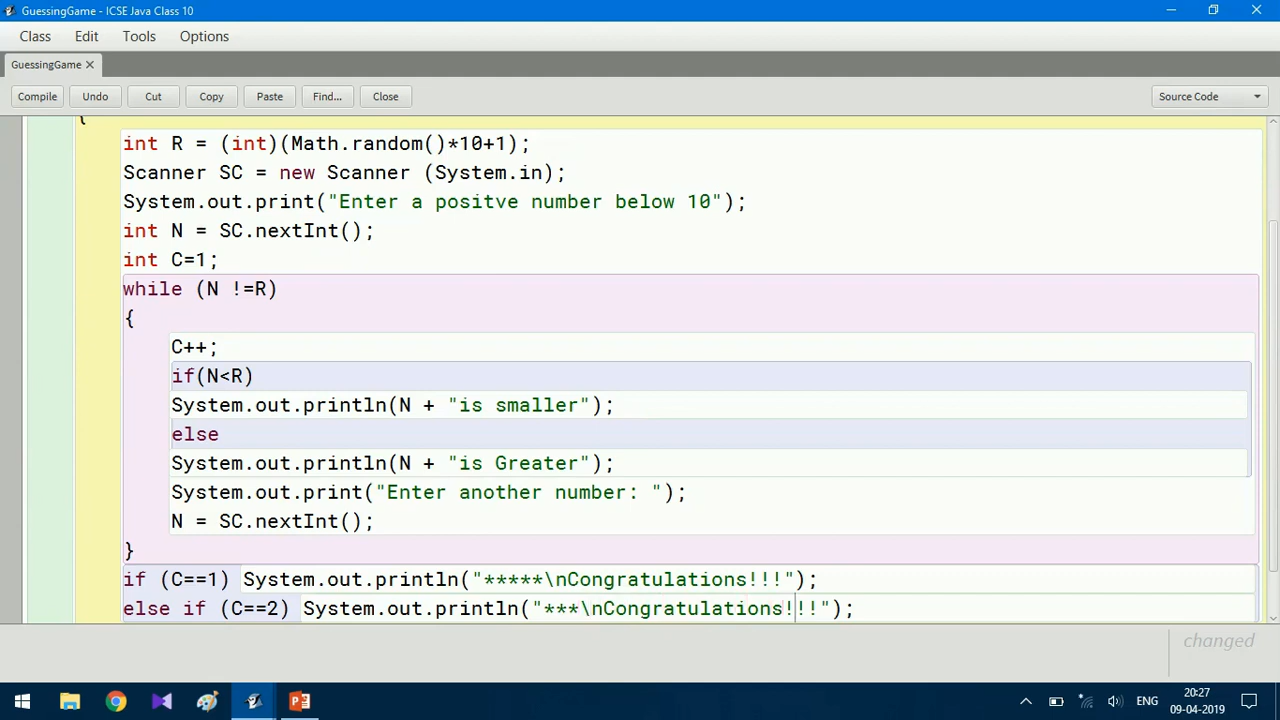 GuessingGame - ICSE Java Class 10
Class Edit Tools Options
GuessingGame
Compile Undo Cut Copy Paste Find... Close Source Code
{
int R = (int)(Math.random()*10+1);
Scanner SC = new Scanner (System.in);
System.out.print("Enter a positve number below 10");
int N = SC.nextInt();
int C=1;
while (N !=R)
{
C++;
if(N<R)
System.out.println(N + "is smaller");
else
System.out.println(N + "is Greater");
System.out.print("Enter another number: ");
N = SC.nextInt();
}
if (C==1) System.out.println("*****\nCongratulations!!!");
else if (C==2) System.out.println("***\nCongratulations!!!");
changed
ENG
20:27
09-04-2019